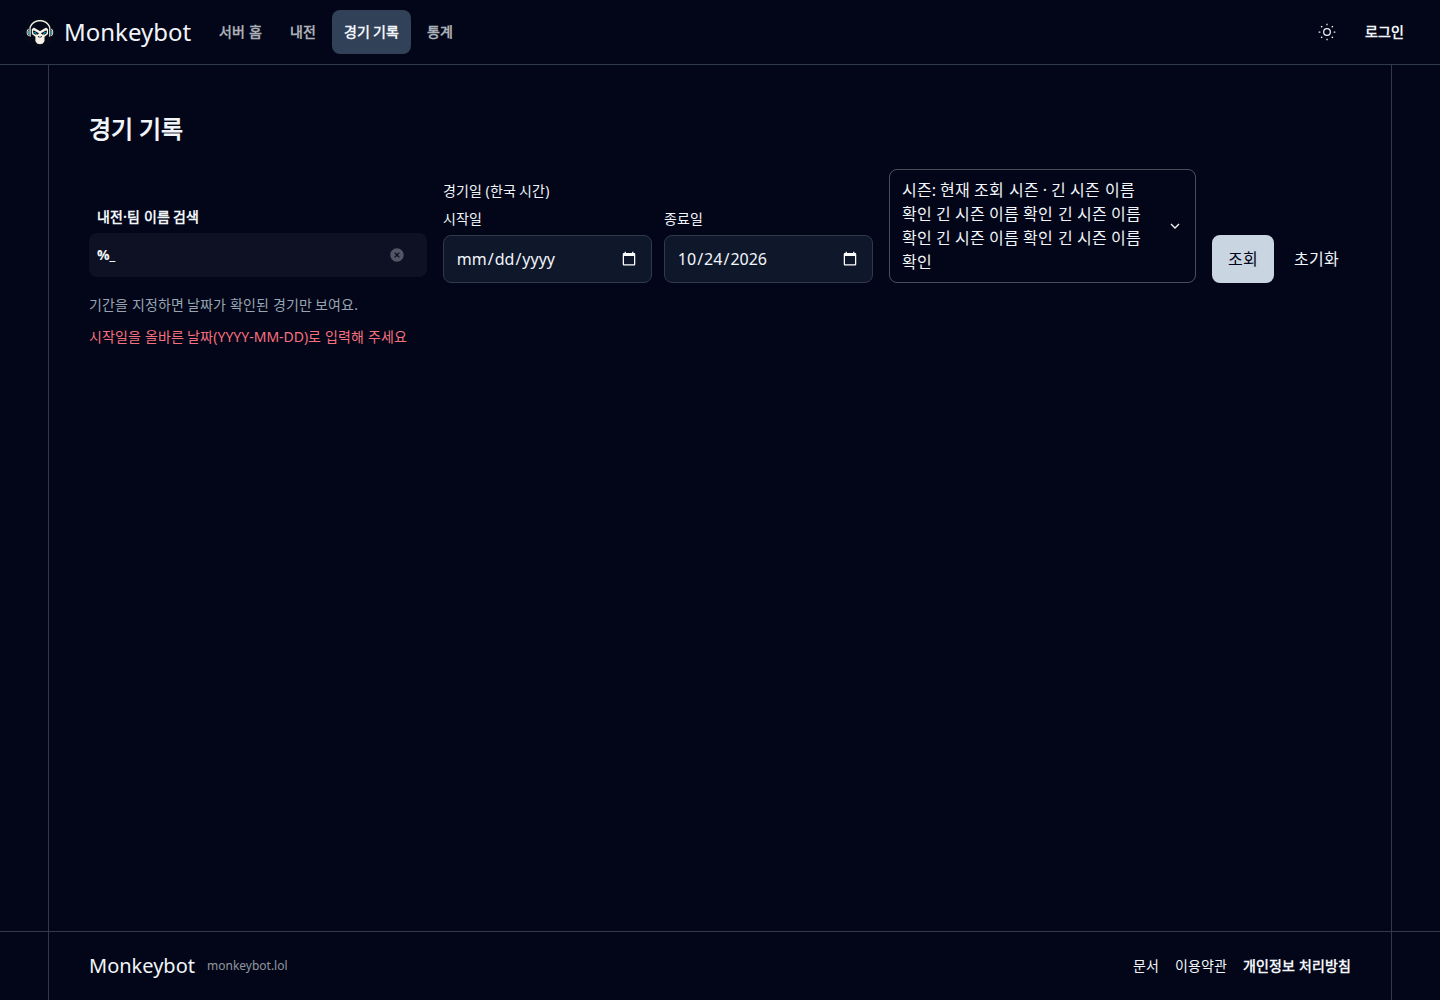 Monkeybot
서버 홈
내전
경기 기록
통계
로그인
경기 기록
내전·팀 이름 검색
%_
경기일 (한국 시간)
시작일
mm/dd/yyyy
종료일
10/24/2026
시즌: 현재 조회 시즌 · 긴 시즌 이름
확인 긴 시즌 이름 확인 긴 시즌 이름
확인 긴 시즌 이름 확인 긴 시즌 이름
확인
조회
초기화
기간을 지정하면 날짜가 확인된 경기만 보여요.
시작일을 올바른 날짜(YYYY-MM-DD)로 입력해 주세요
Monkeybot
monkeybot.lol
문서
이용약관
개인정보 처리방침